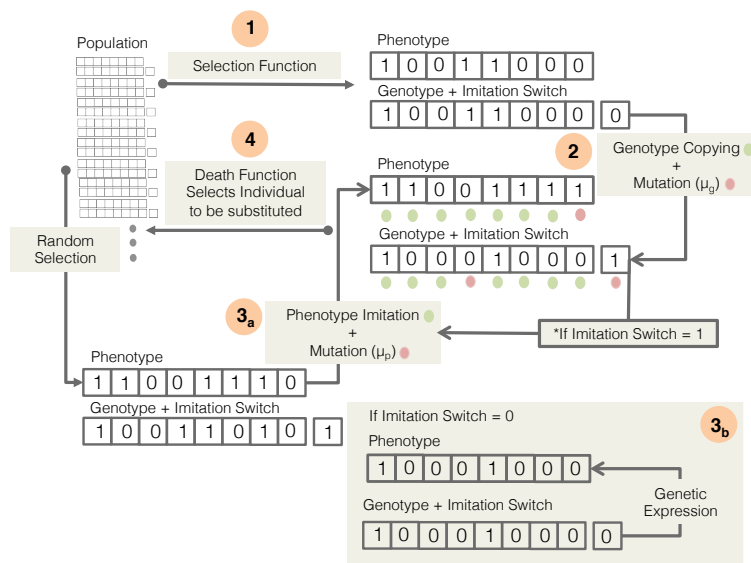 1
Population
Selection Function
Phenotype
1 0 0 1 1 0 0 0
Genotype + Imitation Switch
1 0 0 1 1 0 0 0 0
4
Death Function
Selects Individual
to be substituted
2
Genotype Copying
+
Mutation (μg)
Phenotype
1 1 0 0 1 1 1 1
Genotype + Imitation Switch
1 0 0 0 1 0 0 0 1
Random
Selection
3a
Phenotype Imitation
+
Mutation (μp)
*If Imitation Switch = 1
Phenotype
1 1 0 0 1 1 1 0
Genotype + Imitation Switch
1 0 0 1 1 0 1 0 1
If Imitation Switch = 0
3b
Phenotype
1 0 0 0 1 0 0 0
Genetic
Expression
Genotype + Imitation Switch
1 0 0 0 1 0 0 0 0